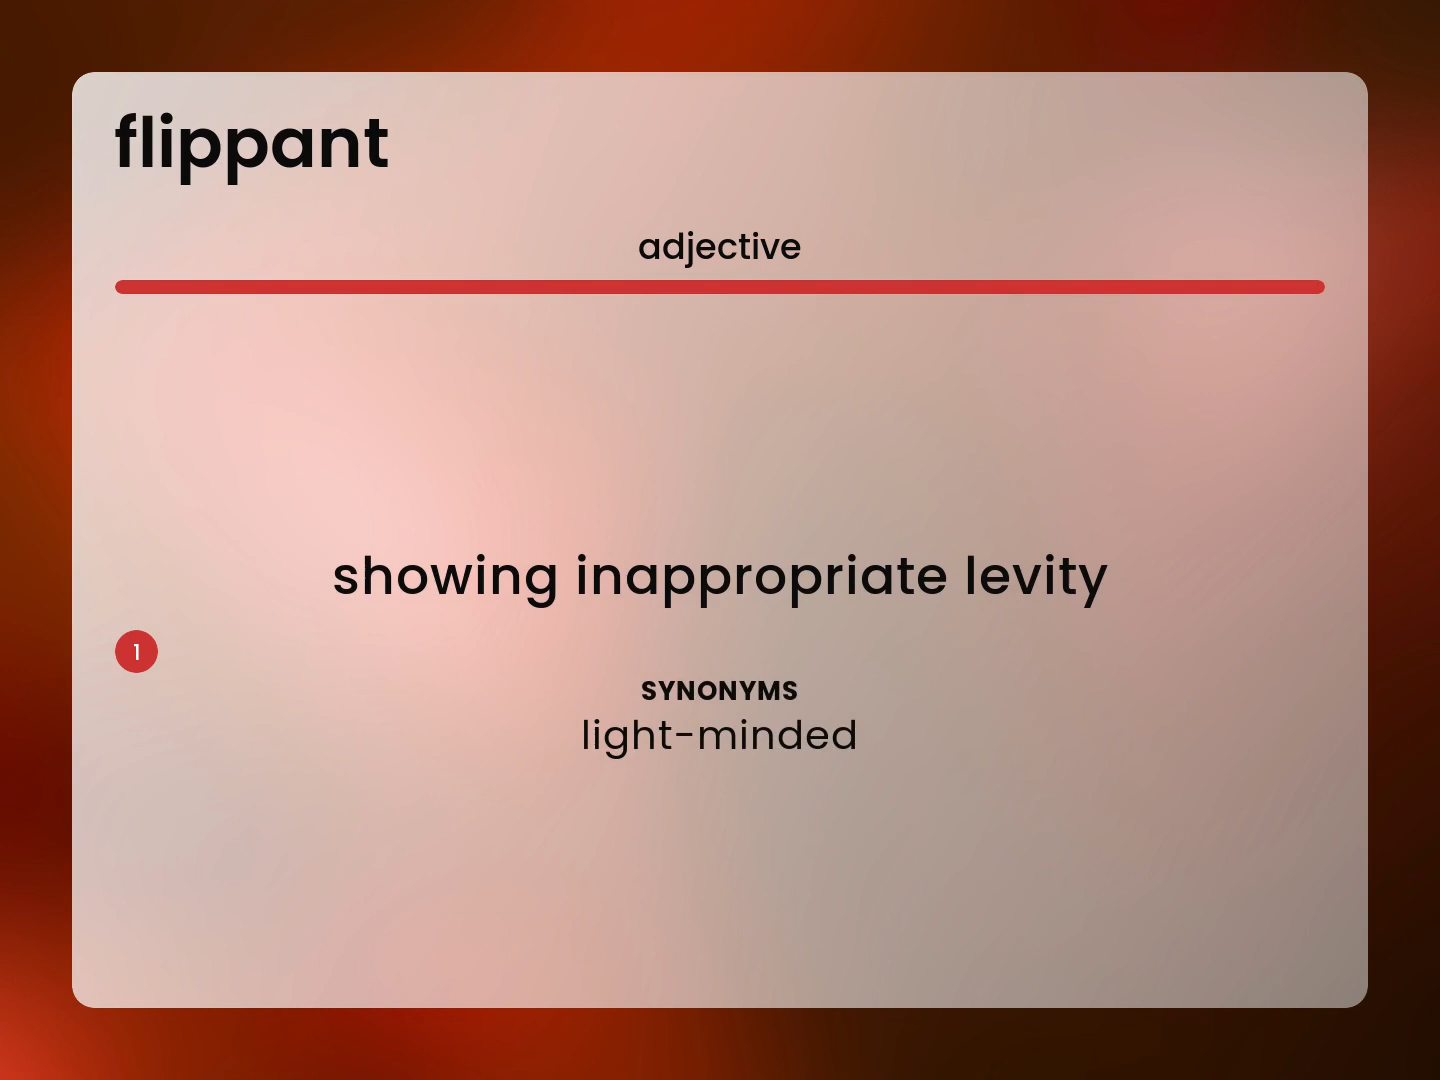 flippant
adjective
showing inappropriate levity
1
SYNONYMS
light-minded